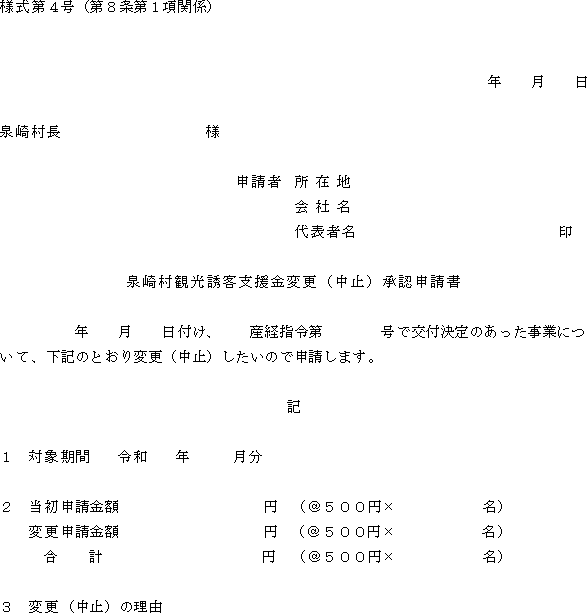 様式第４号（第８条第１項関係）
年　　月　　日
泉崎村長　　　　　　　　　様
申請者　所 在 地
会 社 名
代表者名　　　　　　　　　　　　　印
泉崎村観光誘客支援金変更（中止）承認申請書
年　　月　　日付け、　　産経指令第　　　　号で交付決定のあった事業につ
いて、下記のとおり変更（中止）したいので申請します。
記
１　対象期間　　令和　　年　　　月分
２　当初申請金額　　　　　　　　　円　（＠５００円×　　　　　　名）
変更申請金額　　　　　　　　　円　（＠５００円×　　　　　　名）
合　　計　　　　　　　　　　円　（＠５００円×　　　　　　名）
３　変更（中止）の理由